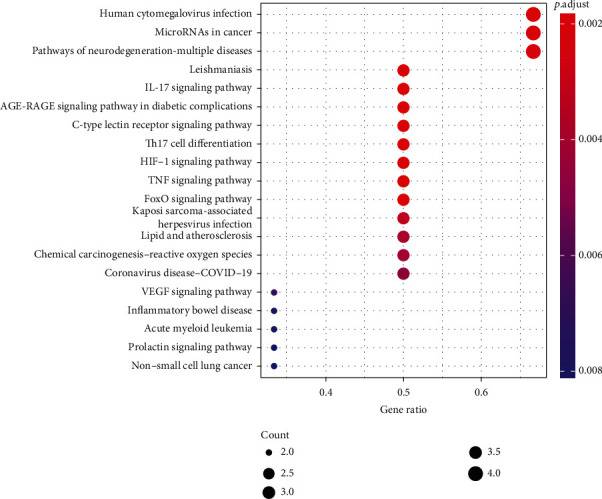 p.adjust
Human cytomegalovirus infection
MicroRNAs in cancer
Pathways of neurodegeneration-multiple diseases
Leishmaniasis
IL-17 signaling pathway
AGE-RAGE signaling pathway in diabetic complications
C-type lectin receptor signaling pathway
Th17 cell differentiation
HIF-1 signaling pathway
TNF signaling pathway
FoxO signaling pathway
Kaposi sarcoma-associated
herpesvirus infection
Lipid and atherosclerosis
Chemical carcinogenesis-reactive oxygen species
Coronavirus disease-COVID-19
VEGF signaling pathway
Inflammatory bowel disease
Acute myeloid leukemia
Prolactin signaling pathway
Non-small cell lung cancer
0.002
0.004
0.006
0.008
0.4 0.5 0.6
Gene ratio
Count
2.0 3.5
2.5 4.0
3.0